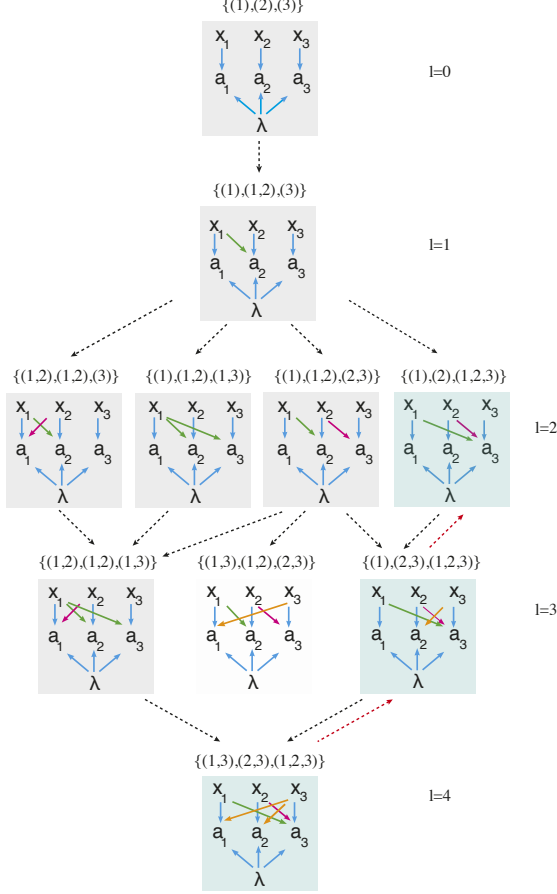 {(1),(2),(3)}
x1 x2 x3
a1 a2 a3
λ
l=0
{(1),(1,2),(3)}
x1 x2 x3
a1 a2 a3
λ
l=1
{(1,2),(1,2),(3)} {(1),(1,2),(1,3)} {(1),(1,2),(2,3)} {(1),(2),(1,2,3)}
x1 x2 x3 x1 x2 x3 x1 x2 x3 x1 x2 x3
l=2
a1 a2 a3 a1 a2 a3 a1 a2 a3 a1 a2 a3
λ λ λ λ
{(1,2),(1,2),(1,3)} {(1,3),(1,2),(2,3)} {(1),(2,3),(1,2,3)}
x1 x2 x3 x1 x2 x3 x1 x2 x3
l=3
a1 a2 a3 a1 a2 a3 a1 a2 a3
λ λ λ
{(1,3),(2,3),(1,2,3)}
x1 x2 x3
l=4
a1 a2 a3
λ